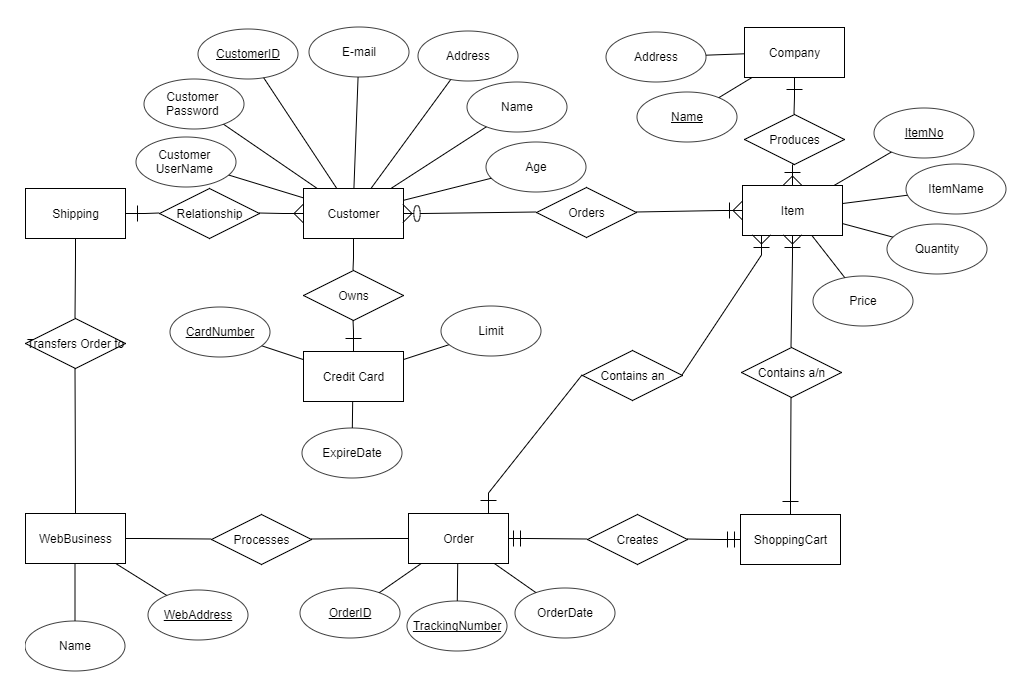 CustomerID
E-mail
Address
Customer
Password
Name
Customer
UserName
Age
Address
Company
Name
Produces
ItemNo
ItemName
Shipping
Relationship
Customer
Orders
Item
Quantity
Price
Owns
CardNumber
Limit
Transfers Order to
Credit Card
Contains an
Contains a/n
ExpireDate
WebBusiness
Processes
Order
Creates
ShoppingCart
WebAddress
OrderID
TrackingNumber
OrderDate
Name